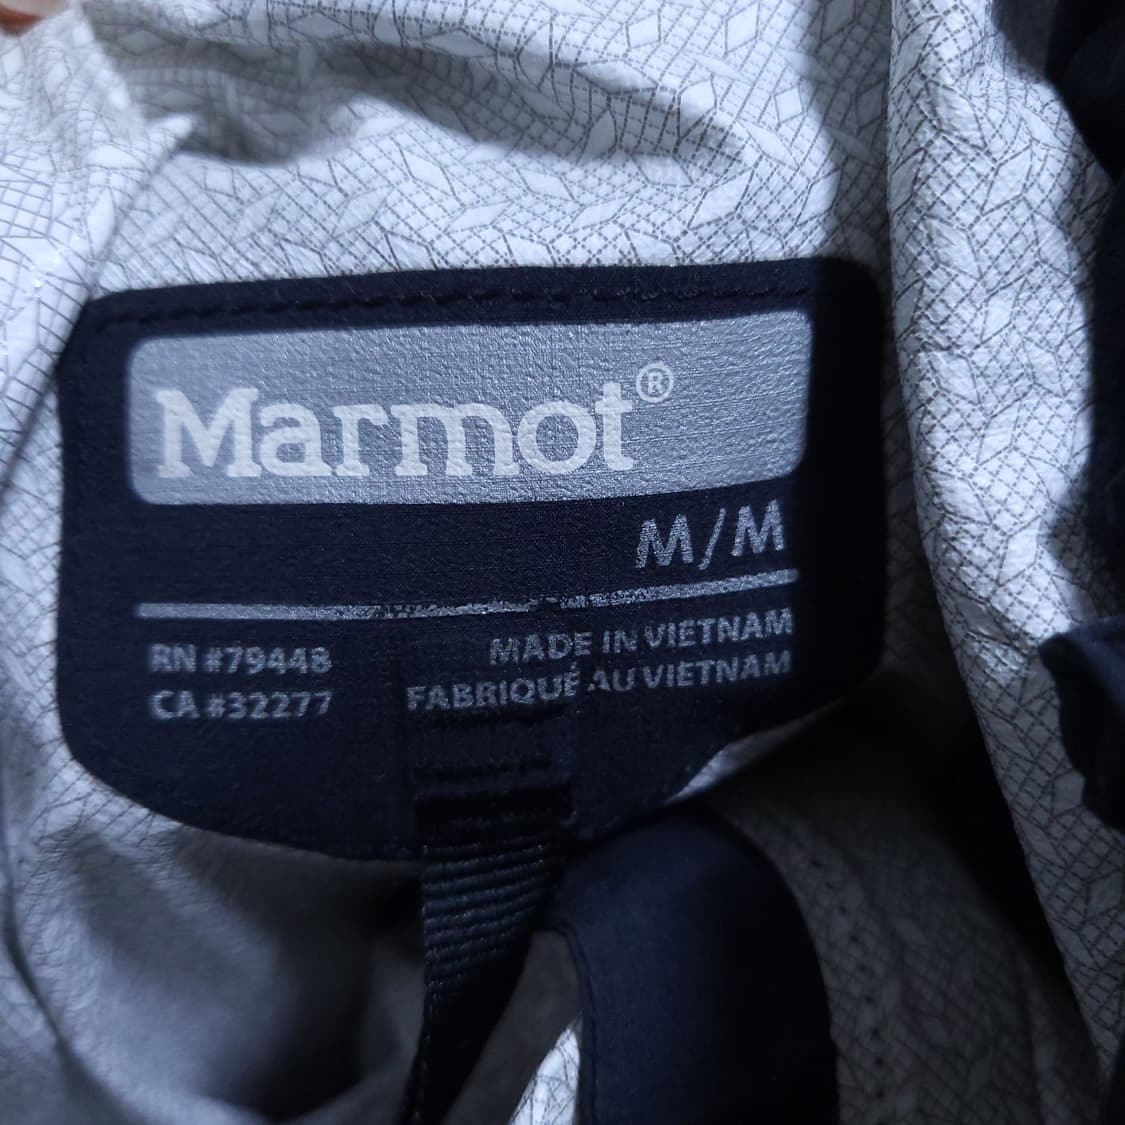 Marmot®
M/M
RN #79448
CA #32277
MADE IN VIETNAM
FABRIQUÉ AU VIETNAM